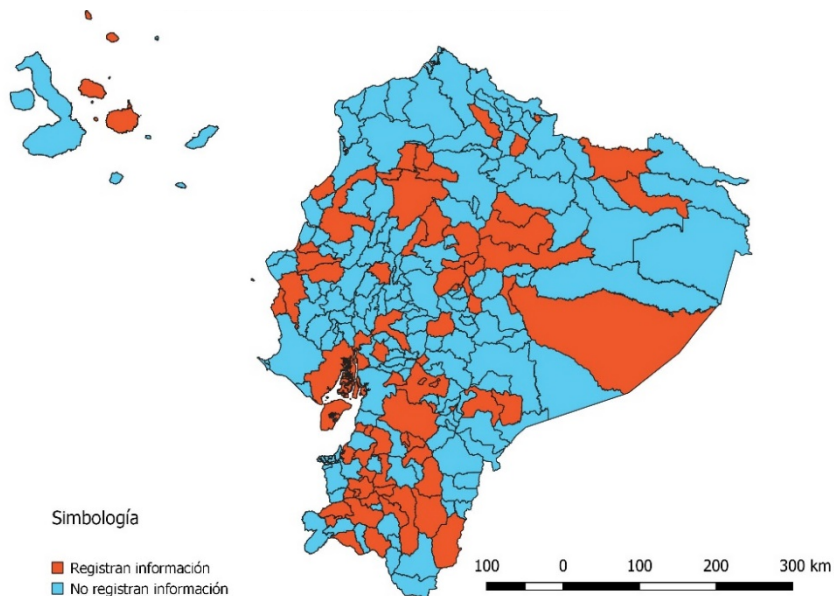 Simbología
Registran información
No registran información
100 0 100 200 300 km